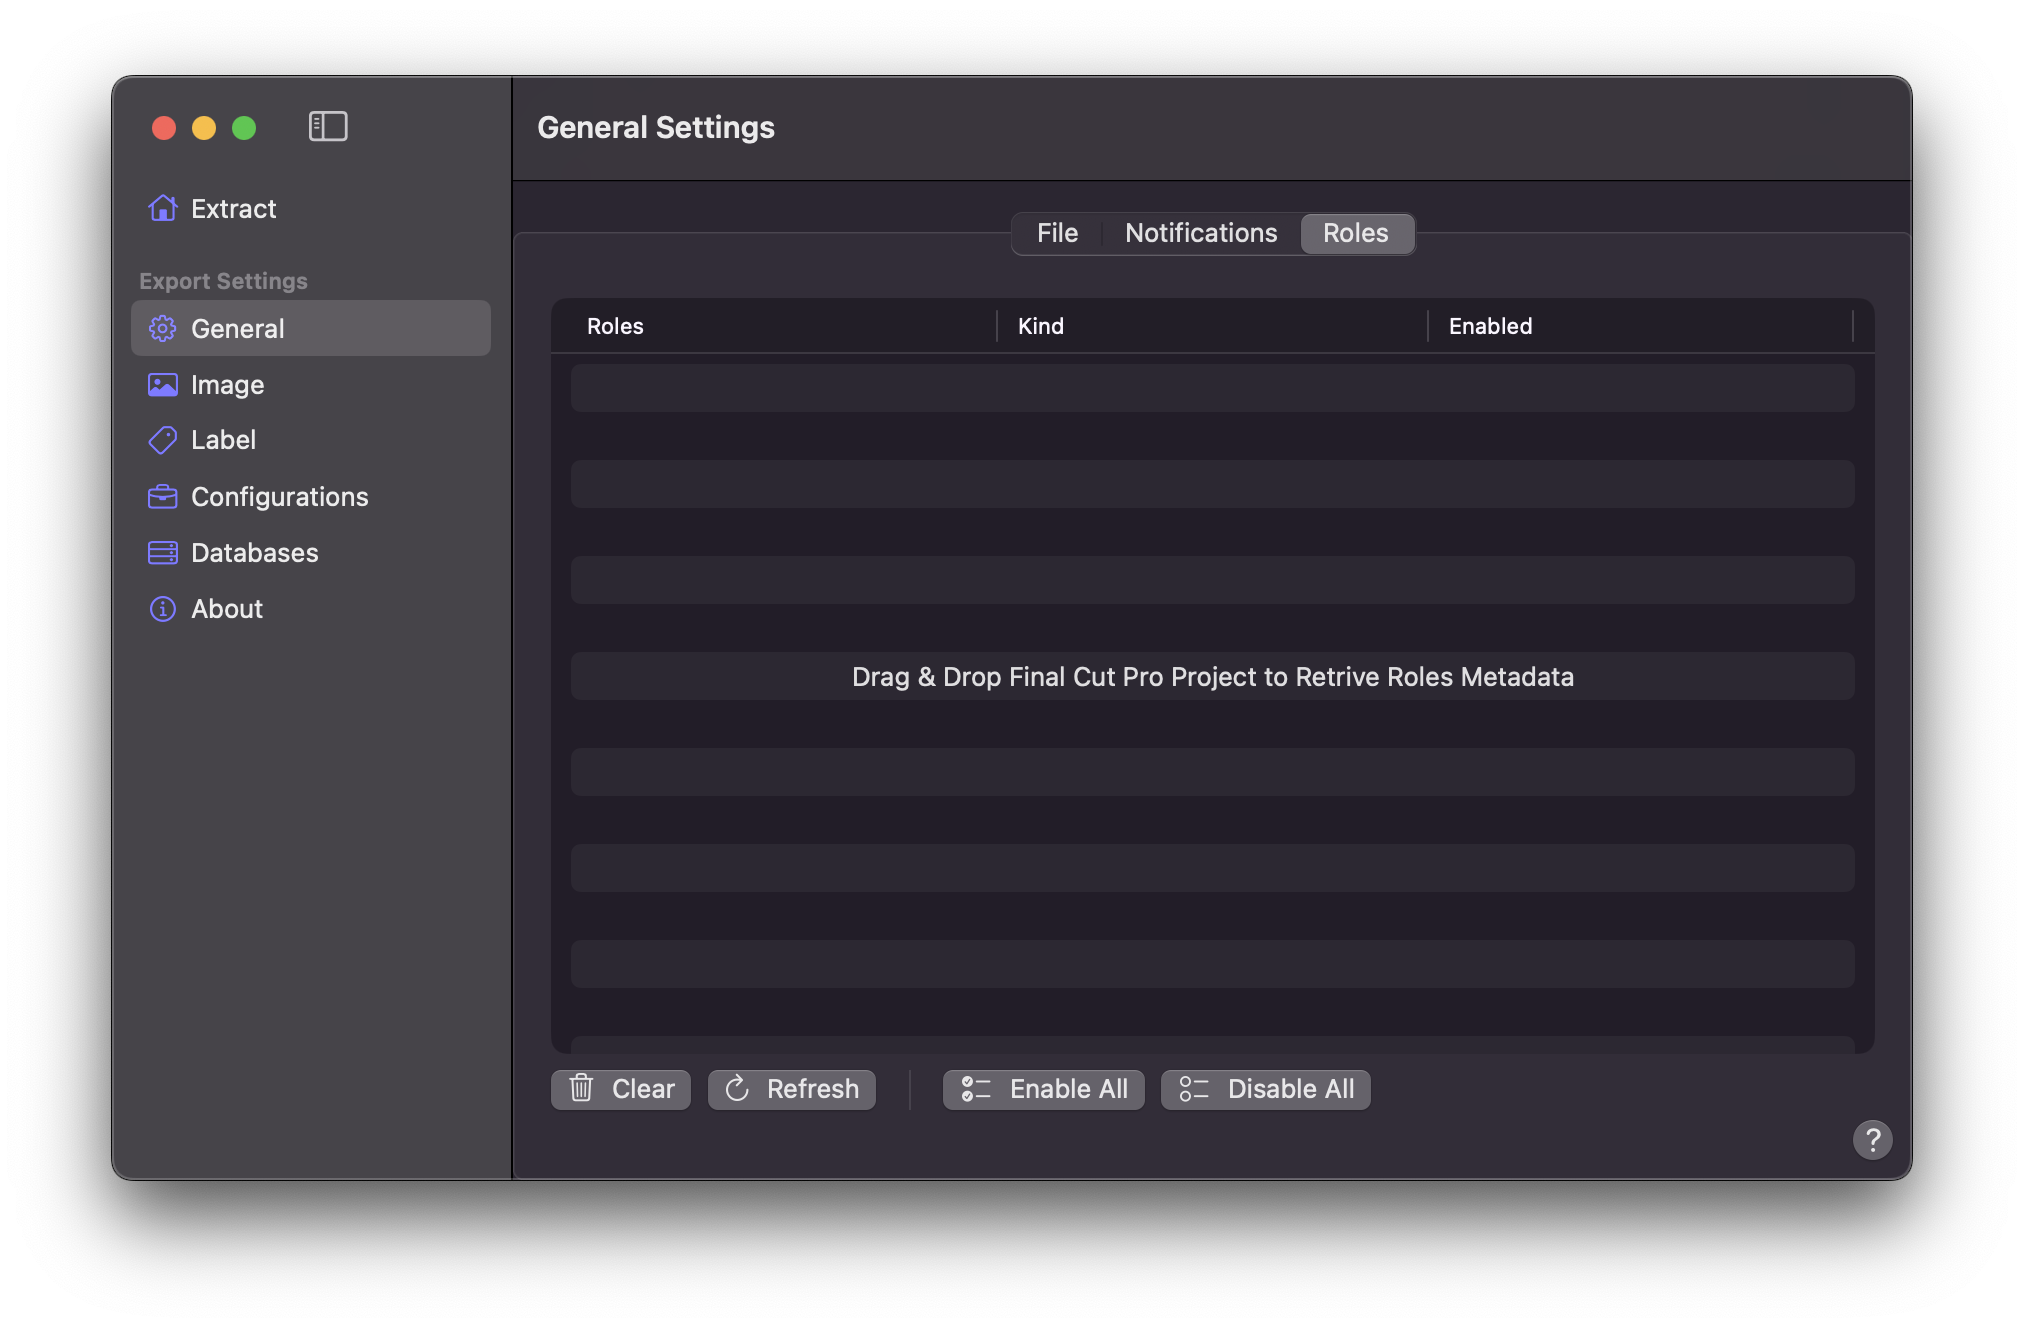 General Settings
Extract
Export Settings
General
Image
Label
Configurations
Databases
About
File
Notifications
Roles
Roles
Kind
Enabled
Drag & Drop Final Cut Pro Project to Retrive Roles Metadata
Clear
Refresh
Enable All
Disable All
?